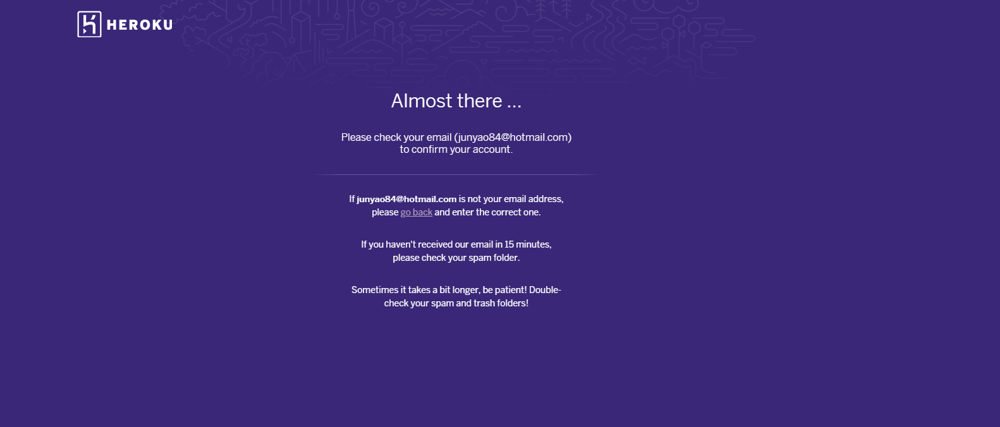 HEROKU
Almost there ...
Please check your email (junyao84@hotmail.com)
to confirm your account.
If junyao84@hotmail.com is not your email address,
please go back and enter the correct one.
If you haven't received our email in 15 minutes,
please check your spam folder.
Sometimes it takes a bit longer, be patient! Double-
check your spam and trash folders!